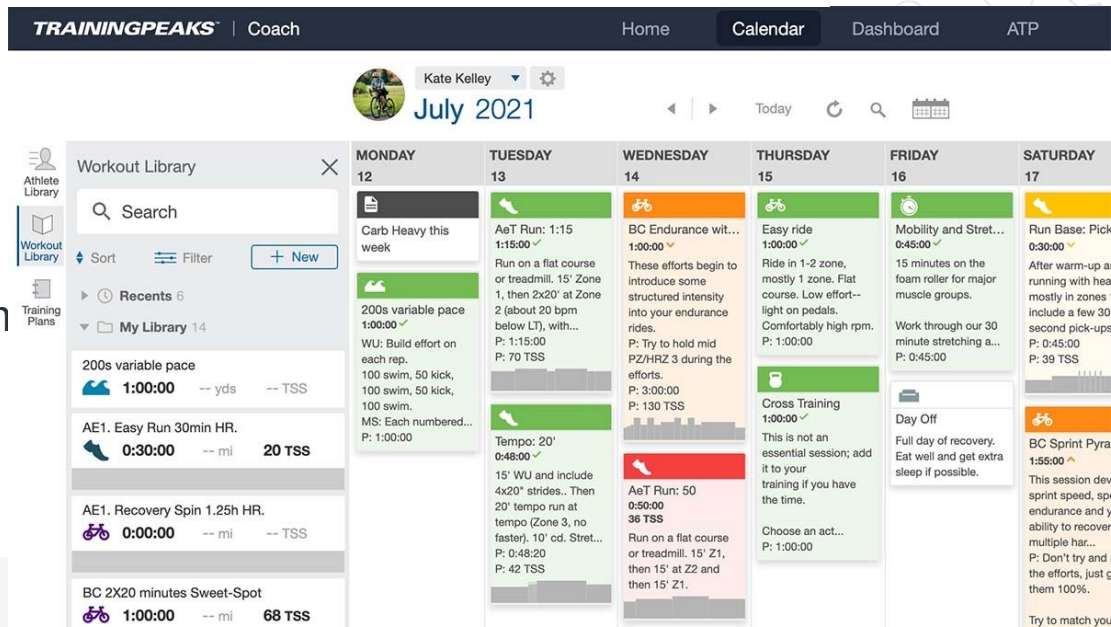 TRAININGPEAKS™ | Coach
Home
Calendar
Dashboard
ATP
Kate Kelley
July 2021
Today
Athlete
Library
Workout
Library
Training
Plans
Workout Library
Search
Sort
Filter
+ New
Recents 6
My Library 14
200s variable pace
1:00:00 -- yds -- TSS
AE1. Easy Run 30min HR.
0:30:00 -- mi 20 TSS
AE1. Recovery Spin 1.25h HR.
0:00:00 -- mi -- TSS
BC 2X20 minutes Sweet-Spot
1:00:00 -- mi 68 TSS
MONDAY
12
Carb Heavy this
week
200s variable pace
1:00:00
WU: Build effort on
each rep.
100 swim, 50 kick,
100 swim, 50 kick,
100 swim.
MS: Each numbered...
P: 1:00:00
TUESDAY
13
AeT Run: 1:15
1:15:00
Run on a flat course
or treadmill. 15' Zone
1, then 2x20' at Zone
2 (about 20 bpm
below LT), with...
P: 1:15:00
P: 70 TSS
Tempo: 20'
0:48:00
15' WU and include
4x20" strides.. Then
20' tempo run at
tempo (Zone 3, no
faster). 10' cd. Stret...
P: 0:48:20
P: 42 TSS
WEDNESDAY
14
BC Endurance wit...
1:00:00
These efforts begin to
introduce some
structured intensity
into your endurance
rides.
P: Try to hold mid
PZ/HRZ 3 during the
efforts.
P: 3:00:00
P: 130 TSS
AeT Run: 50
0:50:00
36 TSS
Run on a flat course
or treadmill. 15' Z1,
then 15' at Z2 and
then 15' Z1.
THURSDAY
15
Easy ride
1:00:00
Ride in 1-2 zone,
mostly 1 zone. Flat
course. Low effort--
light on pedals.
Comfortably high rpm.
P: 1:00:00
Cross Training
1:00:00
This is not an
essential session; add
it to your
training if you have
the time.
Choose an act...
P: 1:00:00
FRIDAY
16
Mobility and Stret...
0:45:00
15 minutes on the
foam roller for major
muscle groups.
Work through our 30
minute stretching a...
P: 0:45:00
Day Off
Full day of recovery.
Eat well and get extra
sleep if possible.
SATURDAY
17
Run Base: Pick
0:30:00
After warm-up a
running with hea
mostly in zones
include a few 30
second pick-ups
P: 0:45:00
P: 39 TSS
BC Sprint Pyra
1:55:00
This session dev
sprint speed, sp
endurance and y
ability to recover
multiple har...
P: Don't try and
the efforts, just g
them 100%.
Try to match you